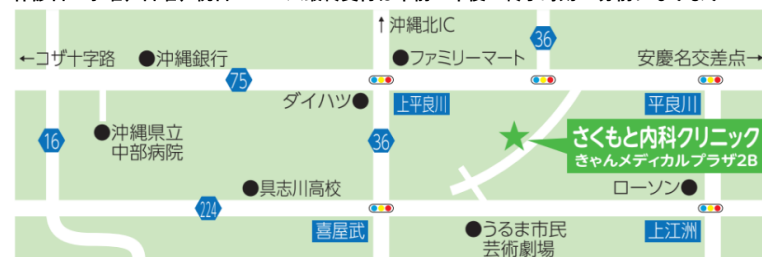 ↑沖縄北IC
36
←コザ十字路
●沖縄銀行
●ファミリーマート
安慶名交差点→
75
ダイハツ●
上平良川
平良川
16
●沖縄県立
中部病院
36
さくもと内科クリニック
きゃんメディカルプラザ2B
●具志川高校
ローソン●
224
喜屋武
●うるま市民
芸術劇場
上江洲